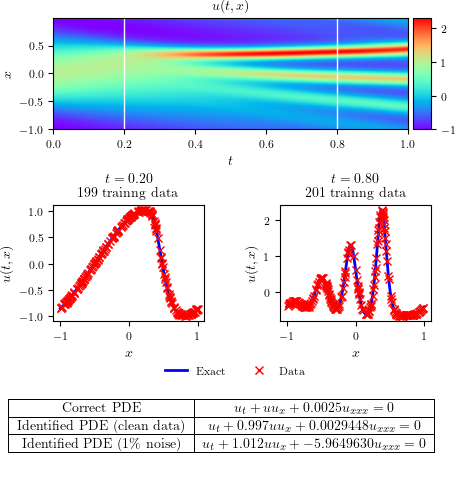 u(t, x)
0.5
0.0
−0.5
−1.0
x
0.0 0.2 0.4 0.6 0.8 1.0
t
2
1
0
−1
t = 0.20
199 trainng data
t = 0.80
201 trainng data
1.0
0.5
0.0
−0.5
−1.0
u(t, x)
−1 0 1
x
2
1
0
u(t, x)
−1 0 1
x
Exact × Data
Correct PDE u_t + uu_x + 0.0025u_xxx = 0
Identified PDE (clean data) u_t + 0.997uu_x + 0.0029448u_xxx = 0
Identified PDE (1% noise) u_t + 1.012uu_x + −5.9649630u_xxx = 0